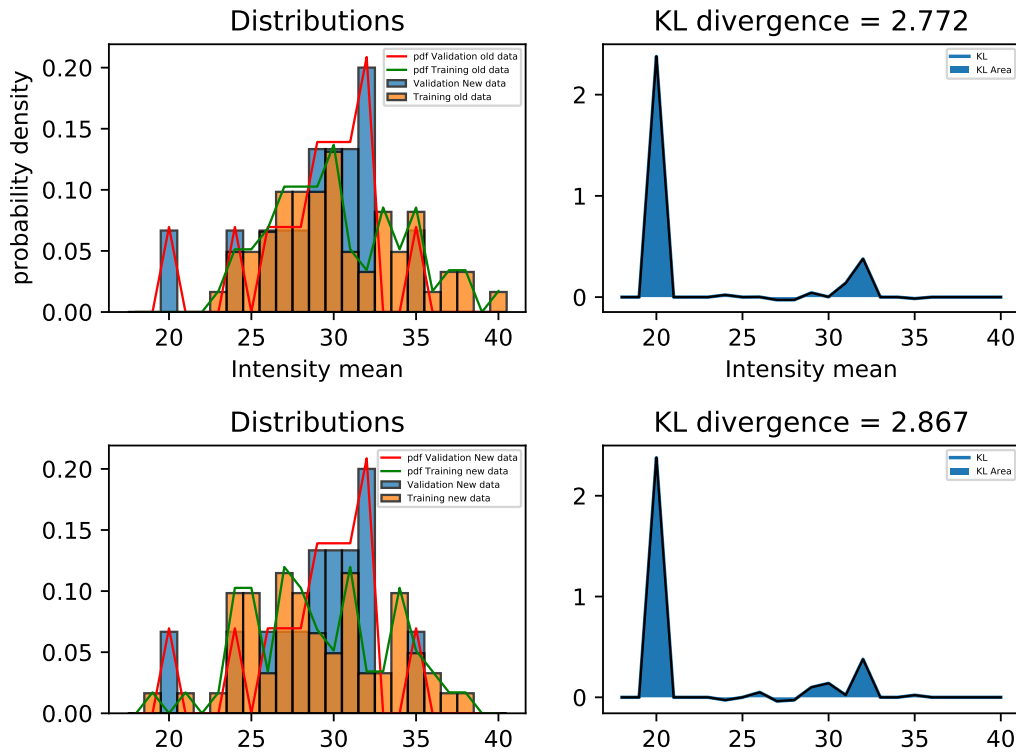 Distributions
KL divergence = 2.772
probability density
0.20
0.15
0.10
0.05
0.00
pdf Validation old data
pdf Training old data
Validation New data
Training old data
20 25 30 35 40
Intensity mean
2
1
0
KL
KL Area
20 25 30 35 40
Intensity mean
Distributions
KL divergence = 2.867
0.20
0.15
0.10
0.05
0.00
pdf Validation New data
pdf Training new data
Validation New data
Training new data
20 25 30 35 40
2
1
0
KL
KL Area
20 25 30 35 40